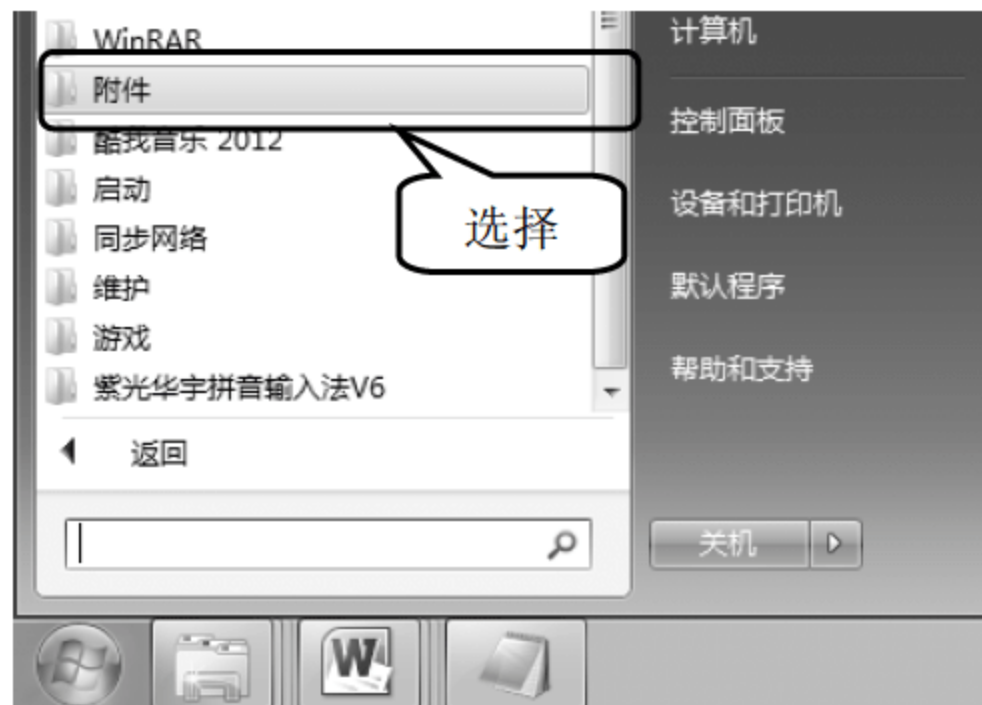 WinRAR
附件
酷我音乐 2012
启动
同步网络
维护
游戏
紫光华宇拼音输入法V6
返回
选择
计算机
控制面板
设备和打印机
默认程序
帮助和支持
关机
W